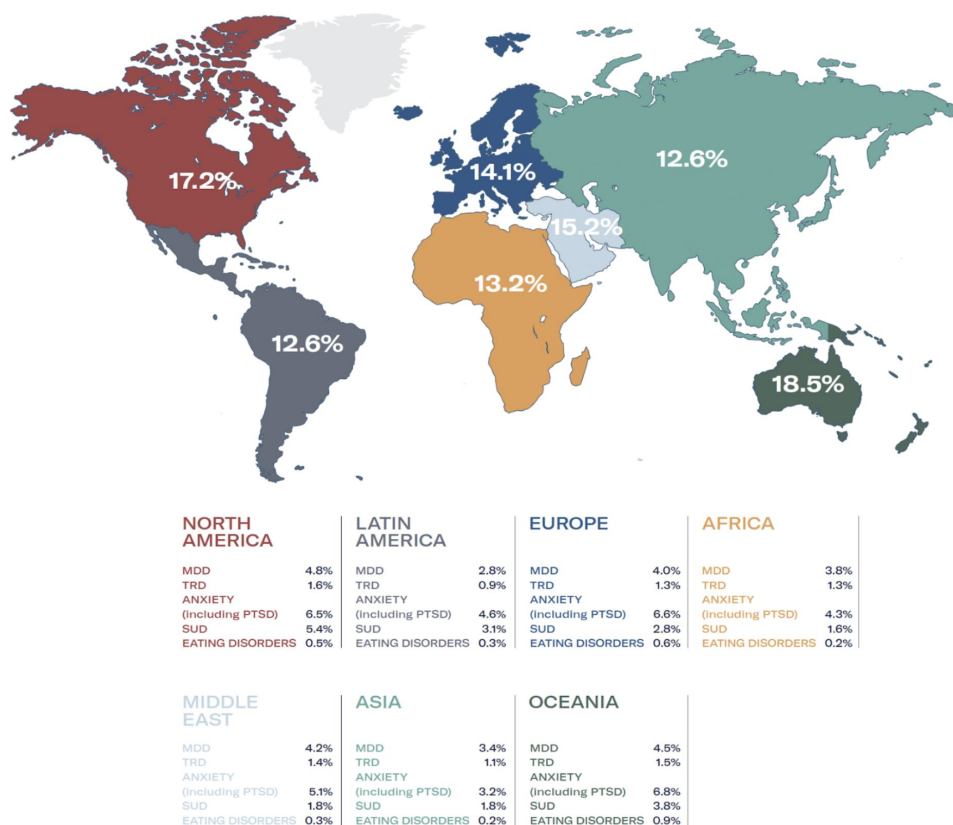 17.2%
14.1%
12.6%
15.2%
13.2%
12.6%
18.5%
NORTH
AMERICA
MDD 4.8%
TRD 1.6%
ANXIETY
(including PTSD) 6.5%
SUD 5.4%
EATING DISORDERS 0.5%
LATIN
AMERICA
MDD 2.8%
TRD 0.9%
ANXIETY
(including PTSD) 4.6%
SUD 3.1%
EATING DISORDERS 0.3%
EUROPE
MDD 4.0%
TRD 1.3%
ANXIETY
(including PTSD) 6.6%
SUD 2.8%
EATING DISORDERS 0.6%
AFRICA
MDD 3.8%
TRD 1.3%
ANXIETY
(including PTSD) 4.3%
SUD 1.6%
EATING DISORDERS 0.2%
MIDDLE
EAST
MDD 4.2%
TRD 1.4%
ANXIETY
(including PTSD) 5.1%
SUD 1.8%
EATING DISORDERS 0.3%
ASIA
MDD 3.4%
TRD 1.1%
ANXIETY
(including PTSD) 3.2%
SUD 1.8%
EATING DISORDERS 0.2%
OCEANIA
MDD 4.5%
TRD 1.5%
ANXIETY
(including PTSD) 6.8%
SUD 3.8%
EATING DISORDERS 0.9%